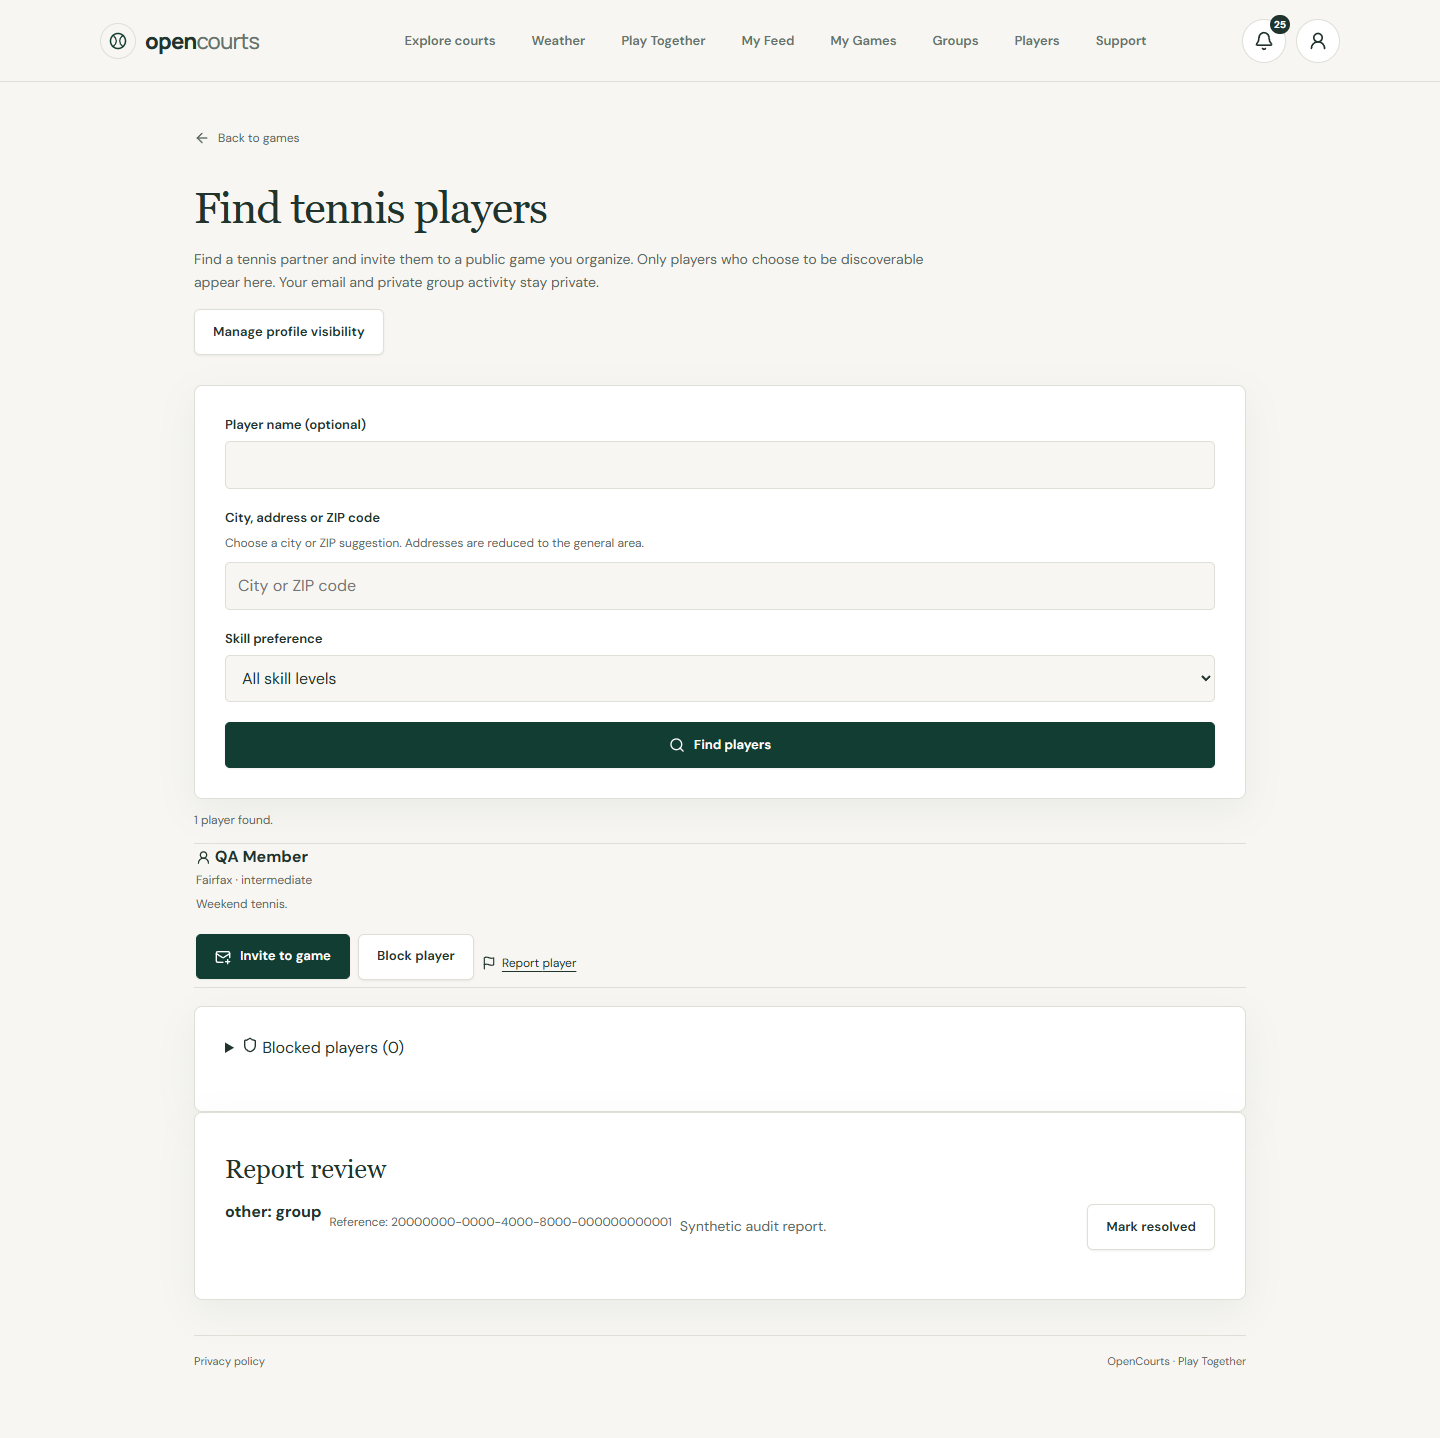 opencourts
Explore courts
Weather
Play Together
My Feed
My Games
Groups
Players
Support
25
Back to games
Find tennis players
Find a tennis partner and invite them to a public game you organize. Only players who choose to be discoverable
appear here. Your email and private group activity stay private.
Manage profile visibility
Player name (optional)
City, address or ZIP code
Choose a city or ZIP suggestion. Addresses are reduced to the general area.
City or ZIP code
Skill preference
All skill levels
Find players
1 player found.
QA Member
Fairfax · intermediate
Weekend tennis.
Invite to game
Block player
Report player
Blocked players (0)
Report review
other: group
Reference: 20000000-0000-4000-8000-000000000001
Synthetic audit report.
Mark resolved
Privacy policy
OpenCourts · Play Together